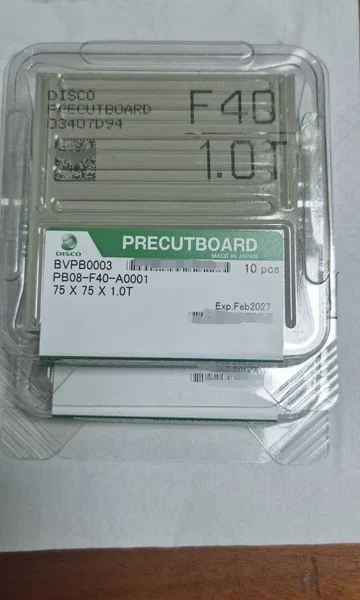 DISCO
PRECUTBOARD
D3407D94
F40
1.0T
DISCO
PRECUTBOARD
MADE IN JAPAN
BVPB0003
10 pcs
PB08-F40-A0001
75 X 75 X 1.0T
Exp.Feb2027